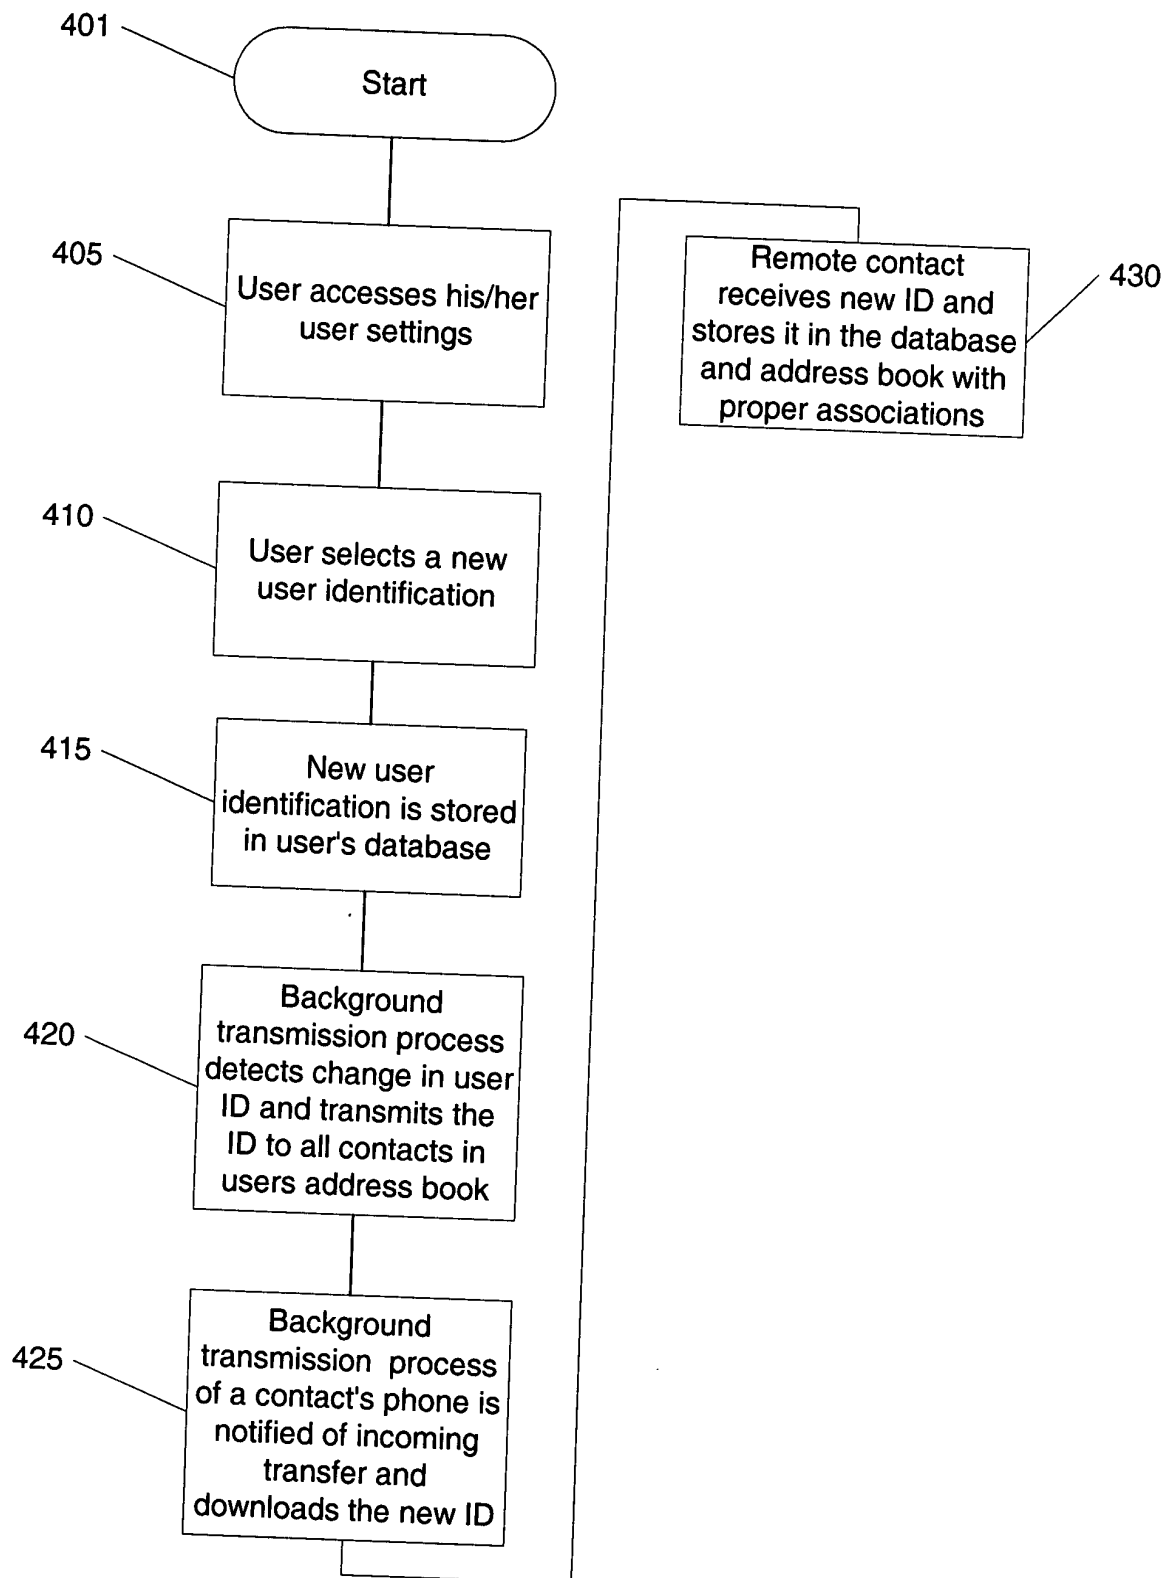 401
Start
405
User accesses his/her
user settings
410
User selects a new
user identification
415
New user
identification is stored
in user's database
420
Background
transmission process
detects change in user
ID and transmits the
ID to all contacts in
users address book
425
Background
transmission process
of a contact's phone is
notified of incoming
transfer and
downloads the new ID
430
Remote contact
receives new ID and
stores it in the database
and address book with
proper associations